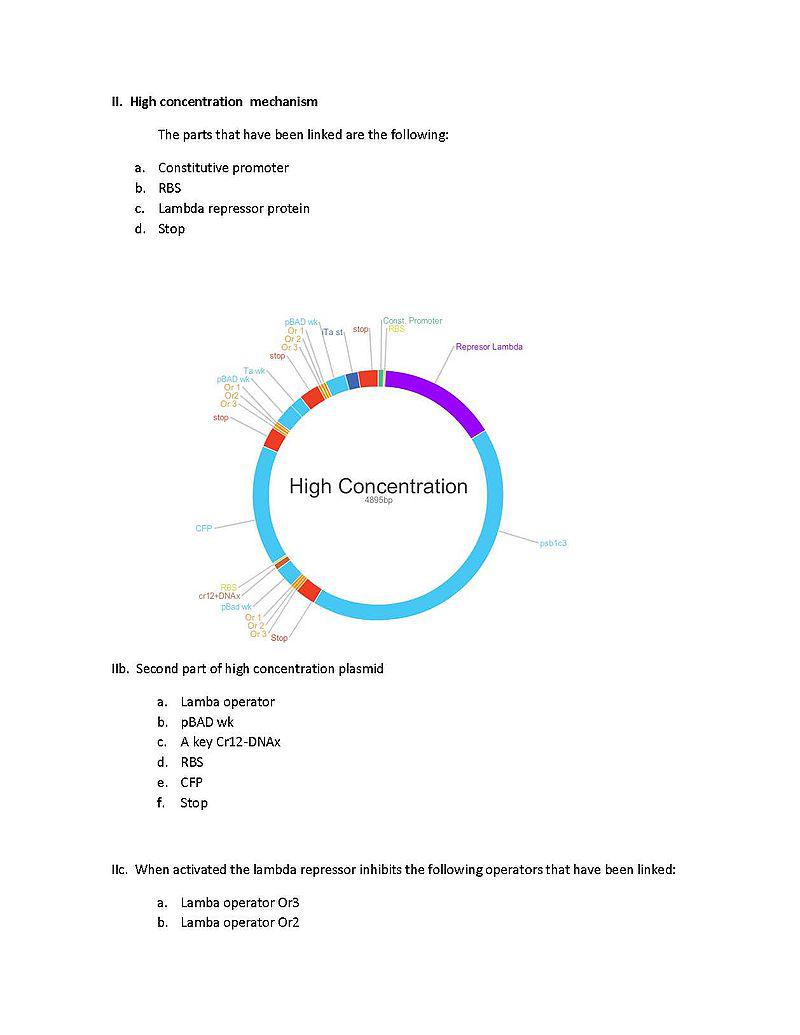 II. High concentration mechanism
The parts that have been linked are the following:
a. Constitutive promoter
b. RBS
c. Lambda repressor protein
d. Stop
pBAD wk
Or 1
Or 2
Or 3
stop
Ta st
stop
Const. Promoter
RBS
Represor Lambda
Ta wk
pBAD wk
Or 1
Or2
Or 3
stop
High Concentration
4895bp
CFP
psb1c3
RBS
cr12+DNAx
pBad wk
Or 1
Or 2
Or 3
Stop
IIb. Second part of high concentration plasmid
a. Lamba operator
b. pBAD wk
c. A key Cr12-DNAx
d. RBS
e. CFP
f. Stop
IIc. When activated the lambda repressor inhibits the following operators that have been linked:
a. Lamba operator Or3
b. Lamba operator Or2